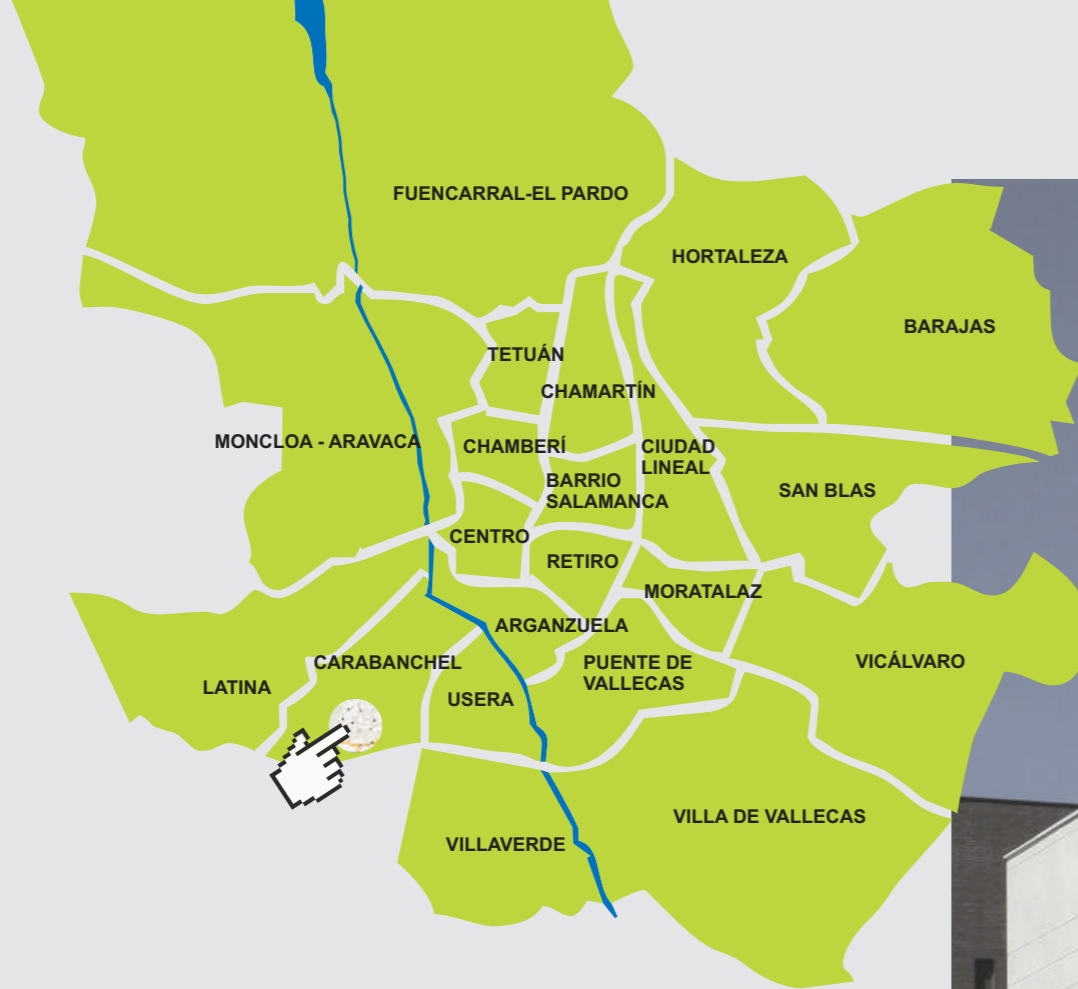 FUENCARRAL-EL PARDO
HORTALEZA
BARAJAS
TETUÁN
CHAMARTÍN
MONCLOA - ARAVACA
CHAMBERÍ
CIUDAD
LINEAL
BARRIO
SALAMANCA
SAN BLAS
CENTRO
RETIRO
MORATALAZ
ARGANZUELA
CARABANCHEL
PUENTE DE
VALLECAS
VICÁLVARO
LATINA
USERA
VILLA DE VALLECAS
VILLAVERDE